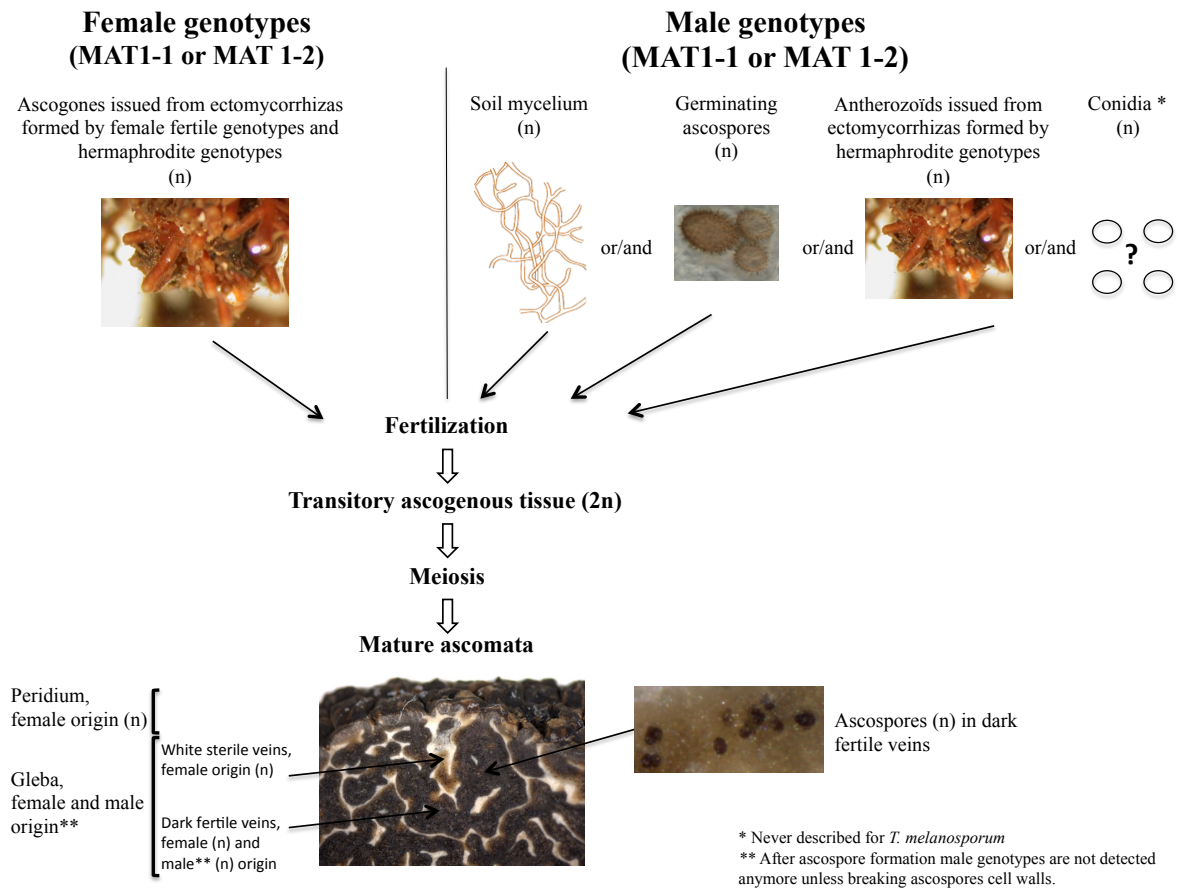 Female genotypes
(MAT1-1 or MAT 1-2)
Male genotypes
(MAT1-1 or MAT 1-2)
Ascogones issued from ectomycorrhizas
formed by female fertile genotypes and
hermaphrodite genotypes
(n)
Soil mycelium
(n)
Germinating
ascospores
(n)
Antherozoïds issued from
ectomycorrhizas formed by
hermaphrodite genotypes
(n)
Conidia *
(n)
or/and
or/and
or/and
?
Fertilization
Transitory ascogenous tissue (2n)
Meiosis
Mature ascomata
Peridium,
female origin (n)
Gleba,
female and male
origin**
White sterile veins,
female origin (n)
Dark fertile veins,
female (n) and
male** (n) origin
Ascospores (n) in dark
fertile veins
* Never described for T. melanosporum
** After ascospore formation male genotypes are not detected
anymore unless breaking ascospores cell walls.